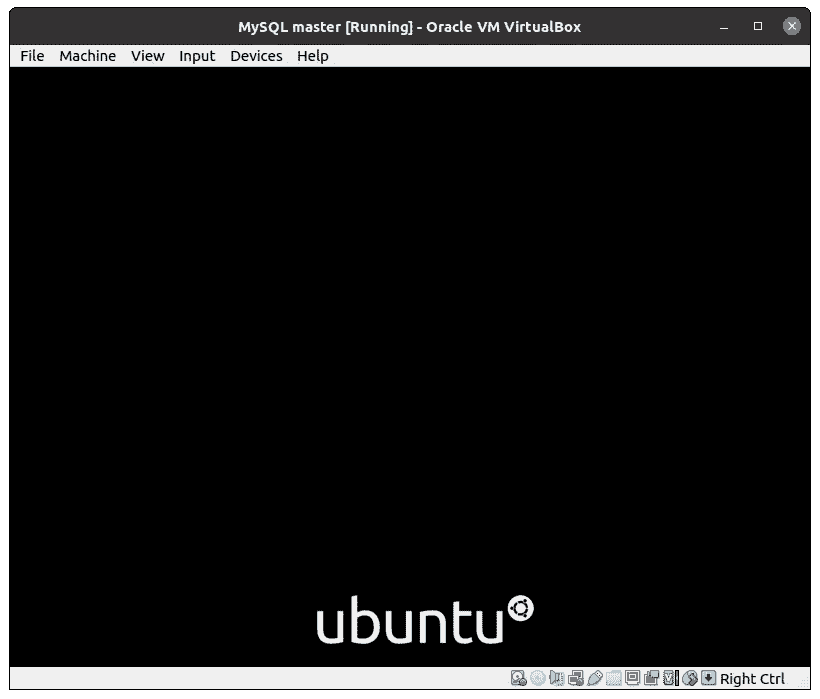 MySQL master [Running] - Oracle VM VirtualBox
File Machine View Input Devices Help
ubuntu
Right Ctrl